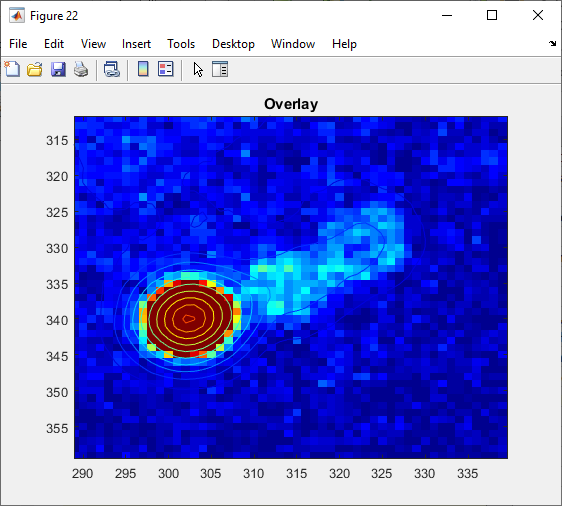 Figure 22
File Edit View Insert Tools Desktop Window Help
Overlay
315
320
325
330
335
340
345
350
355
290 295 300 305 310 315 320 325 330 335